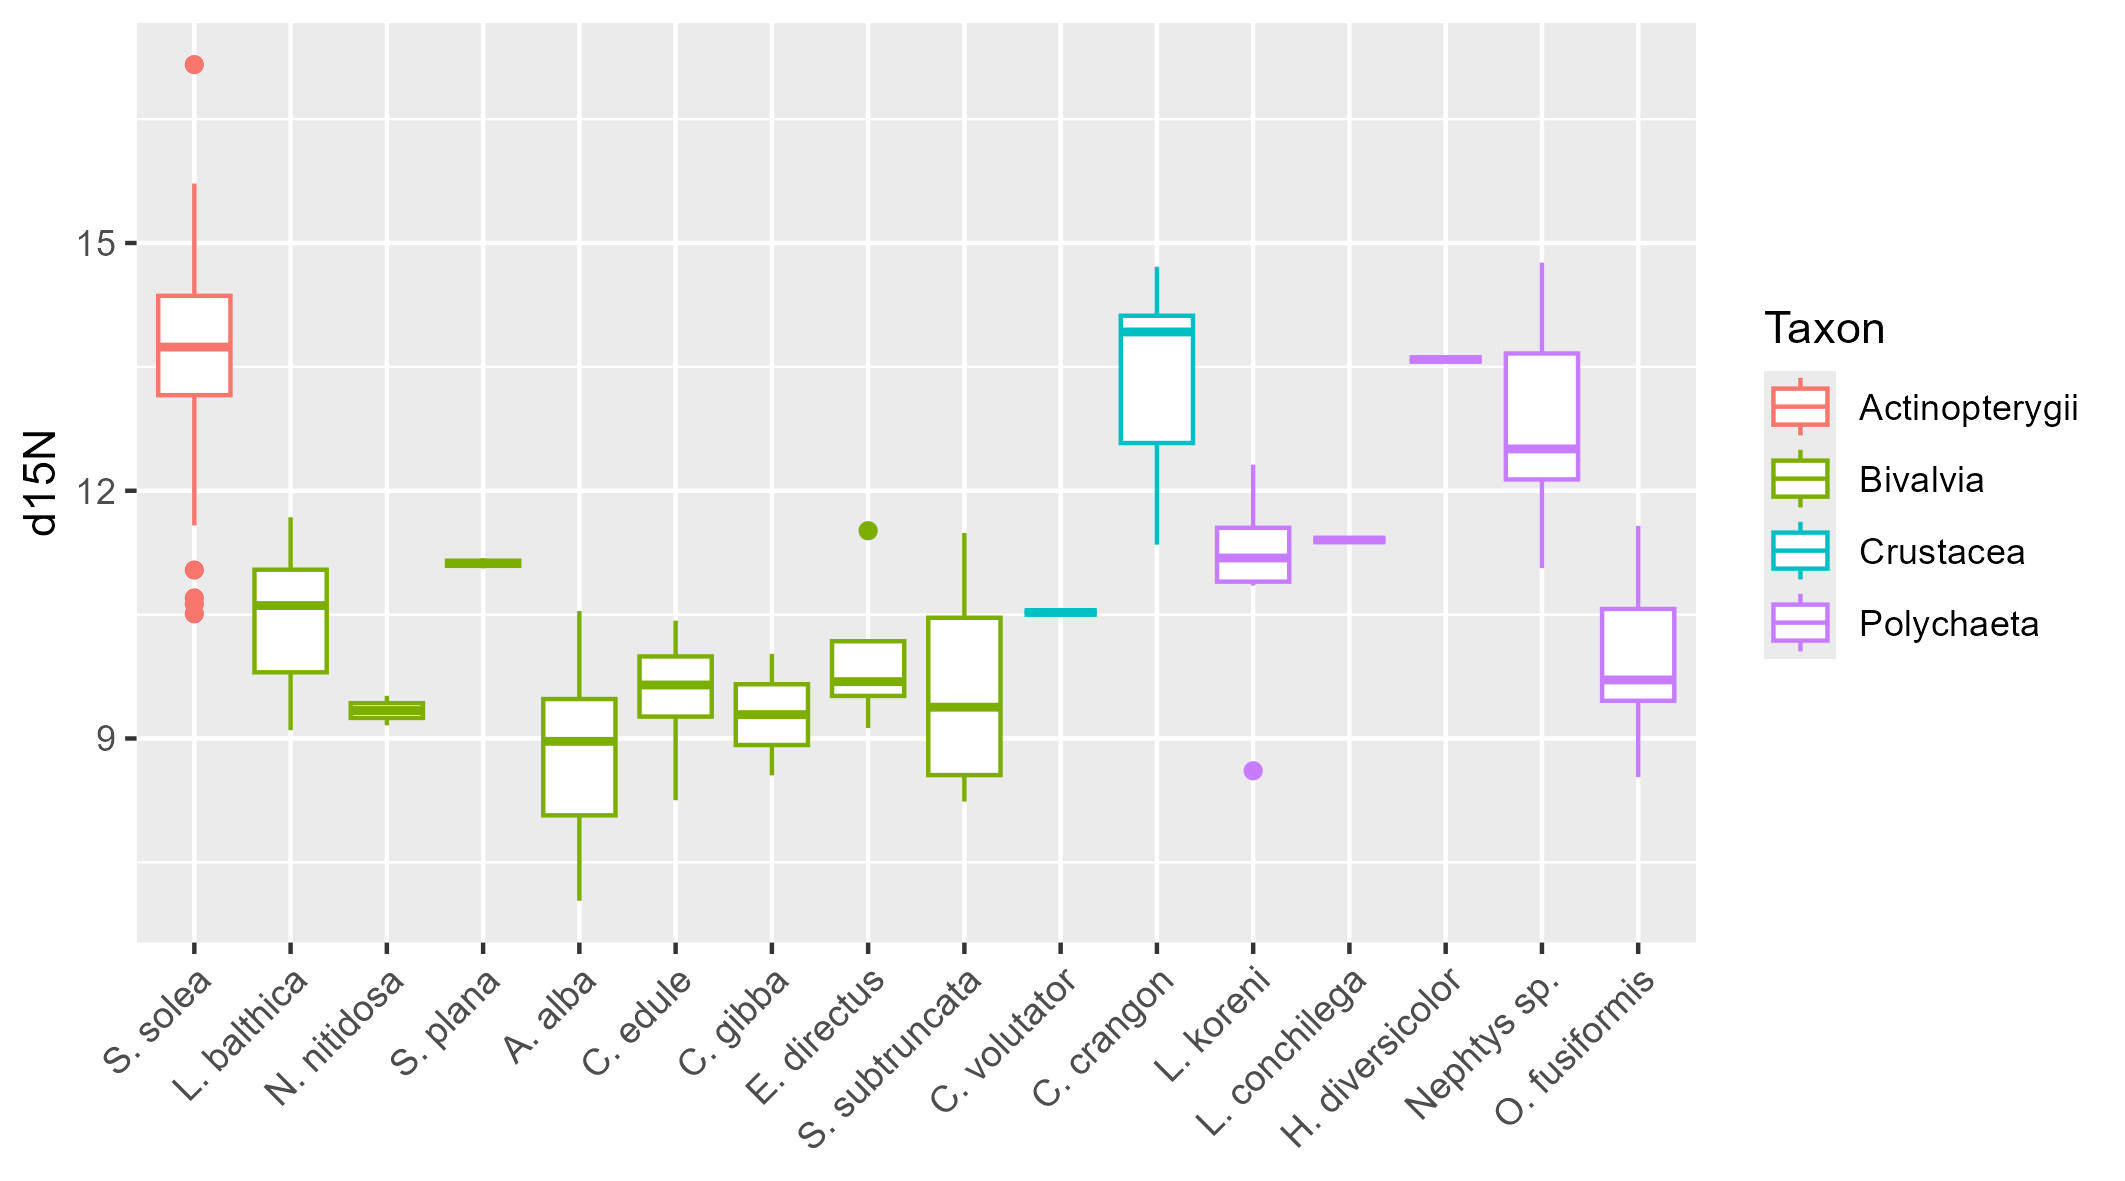 d15N
15
12
9
S. solea
L. balthica
N. nitidosa
S. plana
A. alba
C. edule
C. gibba
E. directus
S. subtruncata
C. volutator
C. crangon
L. koreni
L. conchilega
H. diversicolor
Nephtys sp.
O. fusiformis
Taxon
Actinopterygii
Bivalvia
Crustacea
Polychaeta